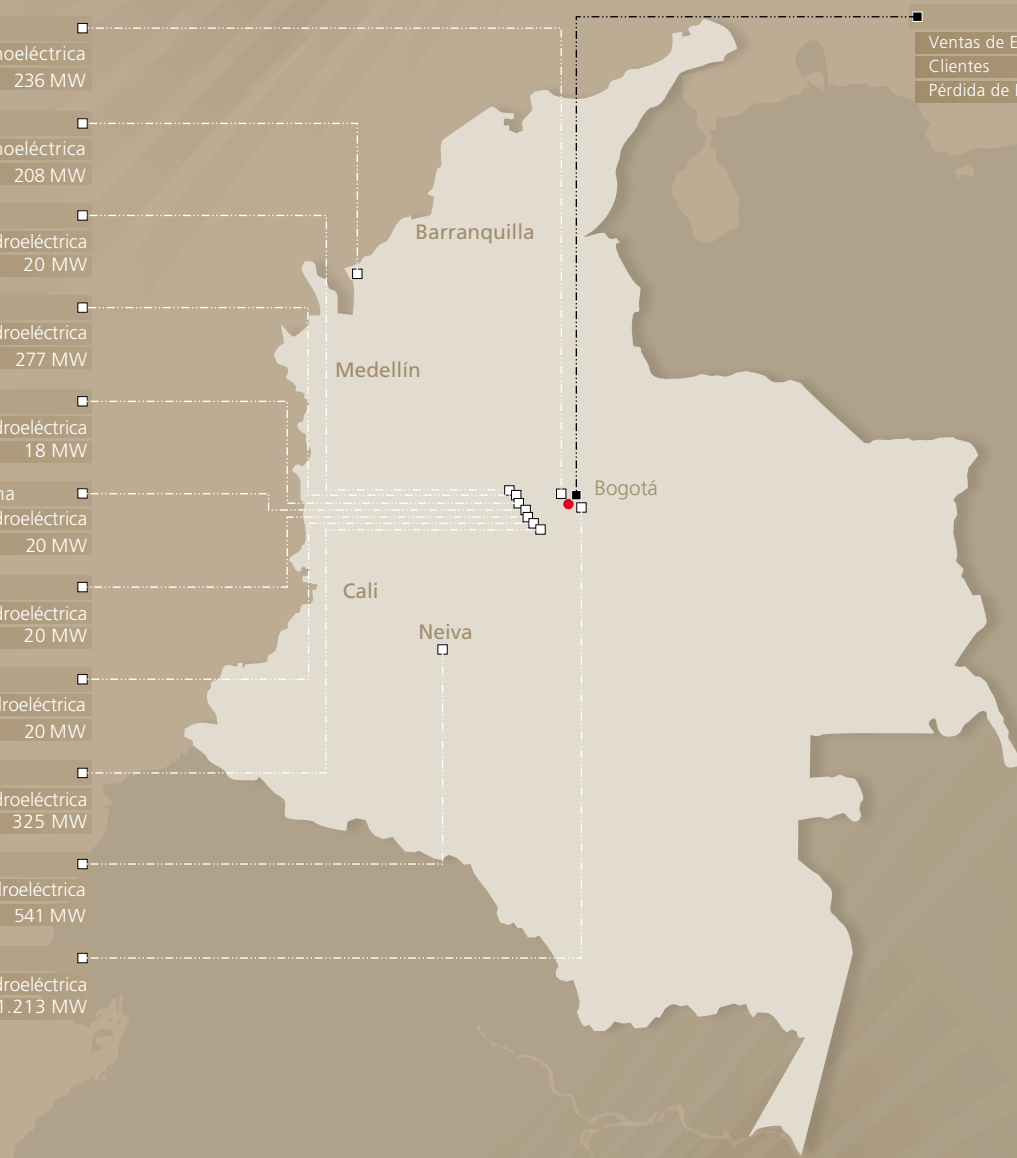 noeléctrica
236 MW
noeléctrica
208 MW
droeléctrica
20 MW
droeléctrica
277 MW
droeléctrica
18 MW
na
droeléctrica
20 MW
droeléctrica
20 MW
droeléctrica
20 MW
droeléctrica
325 MW
droeléctrica
541 MW
droeléctrica
1.213 MW
Ventas de E
Clientes
Pérdida de
Barranquilla
Medellín
Bogotá
Cali
Neiva